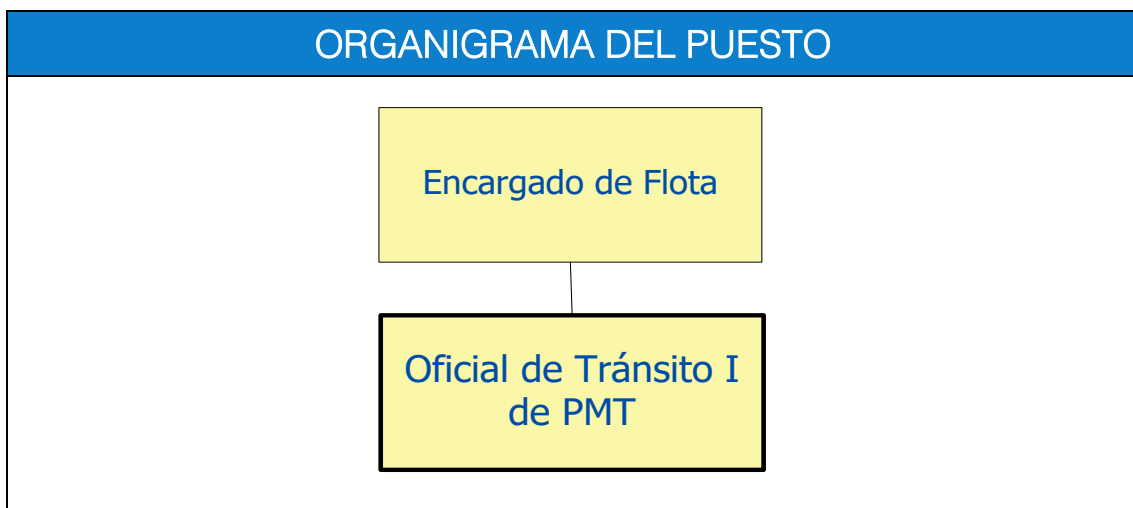 ORGANIGRAMA DEL PUESTO
Encargado de Flota
Oficial de Tránsito I
de PMT